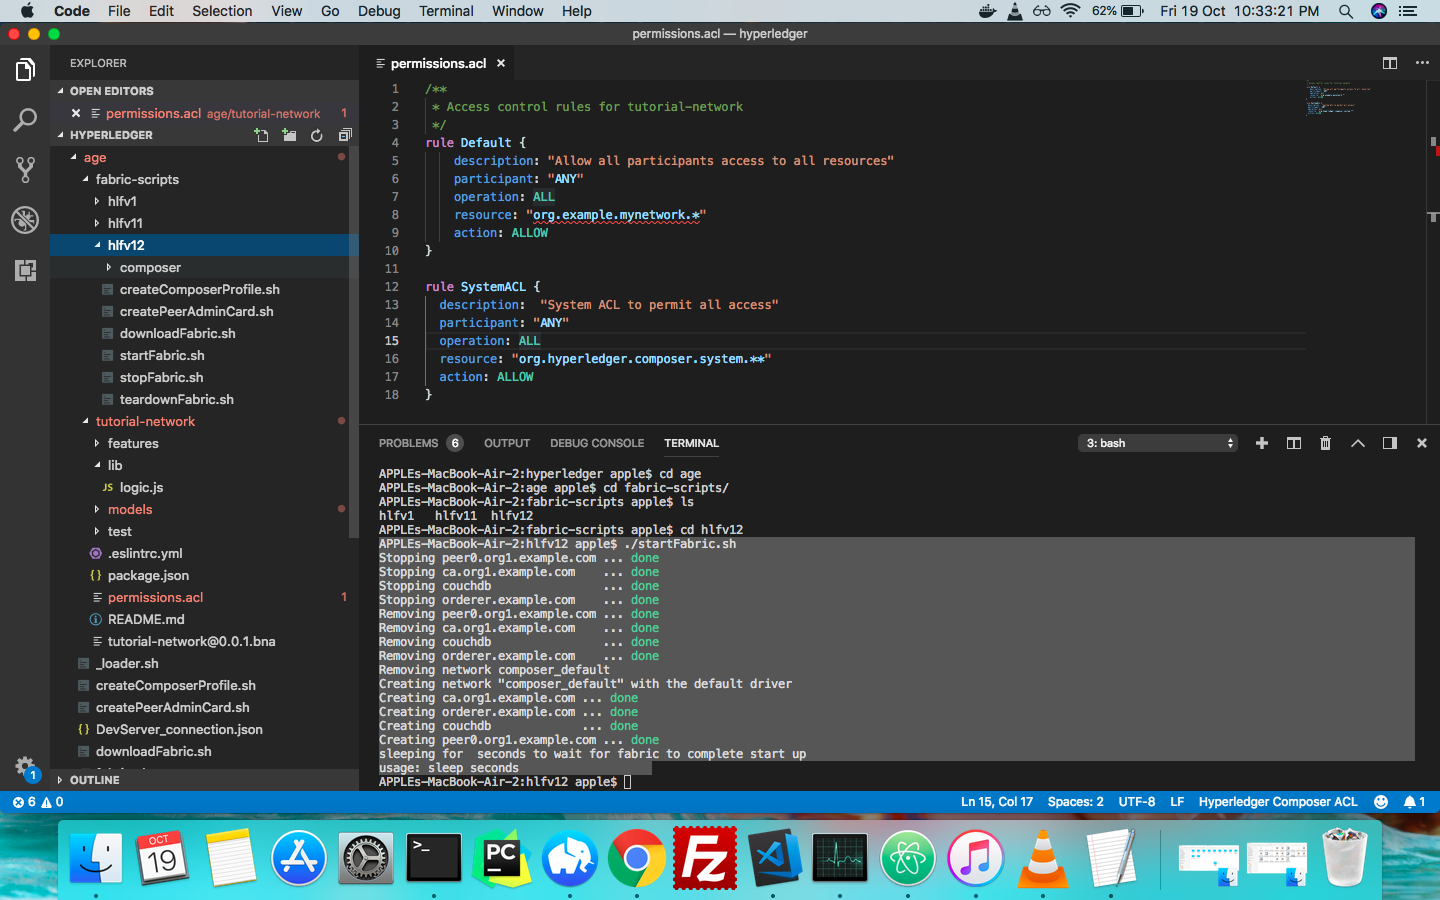 Code File Edit Selection View Go Debug Terminal Window Help 62% Fri 19 Oct 10:33:21 PM
permissions.acl — hyperledger
EXPLORER
OPEN EDITORS
permissions.acl age/tutorial-network 1
HYPERLEDGER
age
fabric-scripts
hlfv1
hlfv11
hlfv12
composer
createComposerProfile.sh
createPeerAdminCard.sh
downloadFabric.sh
startFabric.sh
stopFabric.sh
teardownFabric.sh
tutorial-network
features
lib
JS logic.js
models
test
.eslintrc.yml
{} package.json
permissions.acl 1
README.md
tutorial-network@0.0.1.bna
_loader.sh
createComposerProfile.sh
createPeerAdminCard.sh
{} DevServer_connection.json
downloadFabric.sh
OUTLINE
1
permissions.acl
1 /**
2 * Access control rules for tutorial-network
3 */
4 rule Default {
5 description: "Allow all participants access to all resources"
6 participant: "ANY"
7 operation: ALL
8 resource: "org.example.mynetwork.*"
9 action: ALLOW
10 }
11
12 rule SystemACL {
13 description:  "System ACL to permit all access"
14 participant: "ANY"
15 operation: ALL
16 resource: "org.hyperledger.composer.system.**"
17 action: ALLOW
18 }
PROBLEMS 6 OUTPUT DEBUG CONSOLE TERMINAL 3: bash
APPLEs-MacBook-Air-2:hyperledger apple$ cd age
APPLEs-MacBook-Air-2:age apple$ cd fabric-scripts/
APPLEs-MacBook-Air-2:fabric-scripts apple$ ls
hlfv1 hlfv11 hlfv12
APPLEs-MacBook-Air-2:fabric-scripts apple$ cd hlfv12
APPLEs-MacBook-Air-2:hlfv12 apple$ ./startFabric.sh
Stopping peer0.org1.example.com ... done
Stopping ca.org1.example.com ... done
Stopping couchdb ... done
Stopping orderer.example.com ... done
Removing peer0.org1.example.com ... done
Removing ca.org1.example.com ... done
Removing couchdb ... done
Removing orderer.example.com ... done
Removing network composer_default
Creating network "composer_default" with the default driver
Creating ca.org1.example.com ... done
Creating orderer.example.com ... done
Creating couchdb ... done
Creating peer0.org1.example.com ... done
sleeping for  seconds to wait for fabric to complete start up
usage: sleep seconds
APPLEs-MacBook-Air-2:hlfv12 apple$
6 0 Ln 15, Col 17 Spaces: 2 UTF-8 LF Hyperledger Composer ACL 1
OCT
19
>_
PC
FZ